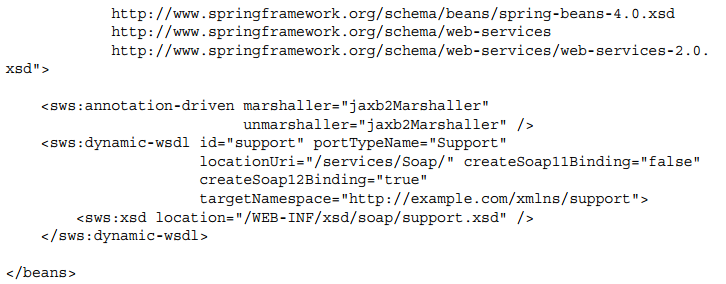 http://www.springframework.org/schema/beans/spring-beans-4.0.xsd
http://www.springframework.org/schema/web-services
http://www.springframework.org/schema/web-services/web-services-2.0.
xsd">
<sws:annotation-driven marshaller="jaxb2Marshaller"
unmarshaller="jaxb2Marshaller" />
<sws:dynamic-wsdl id="support" portTypeName="Support"
locationUri="/services/Soap/" createSoap11Binding="false"
createSoap12Binding="true"
targetNamespace="http://example.com/xmlns/support">
<sws:xsd location="/WEB-INF/xsd/soap/support.xsd" />
</sws:dynamic-wsdl>
</beans>